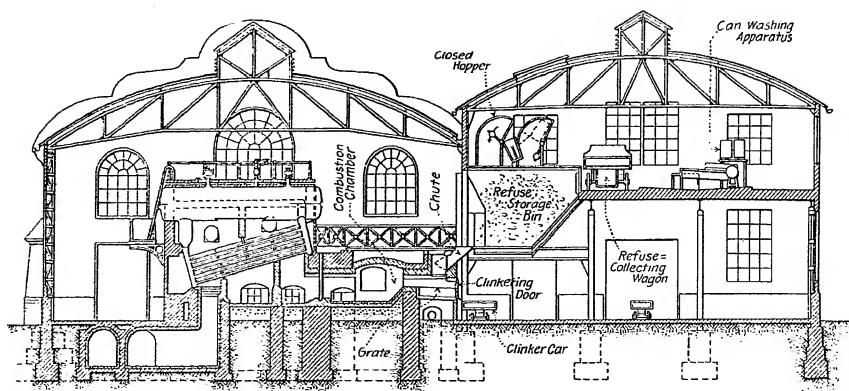 Can Washing
Apparatus
Closed
Hopper
Combustion
Chamber
Chute
Refuse
Storage
Bin
Refuse=
Collecting
Wagon
Clinkering
Door
Grate
Clinker Car